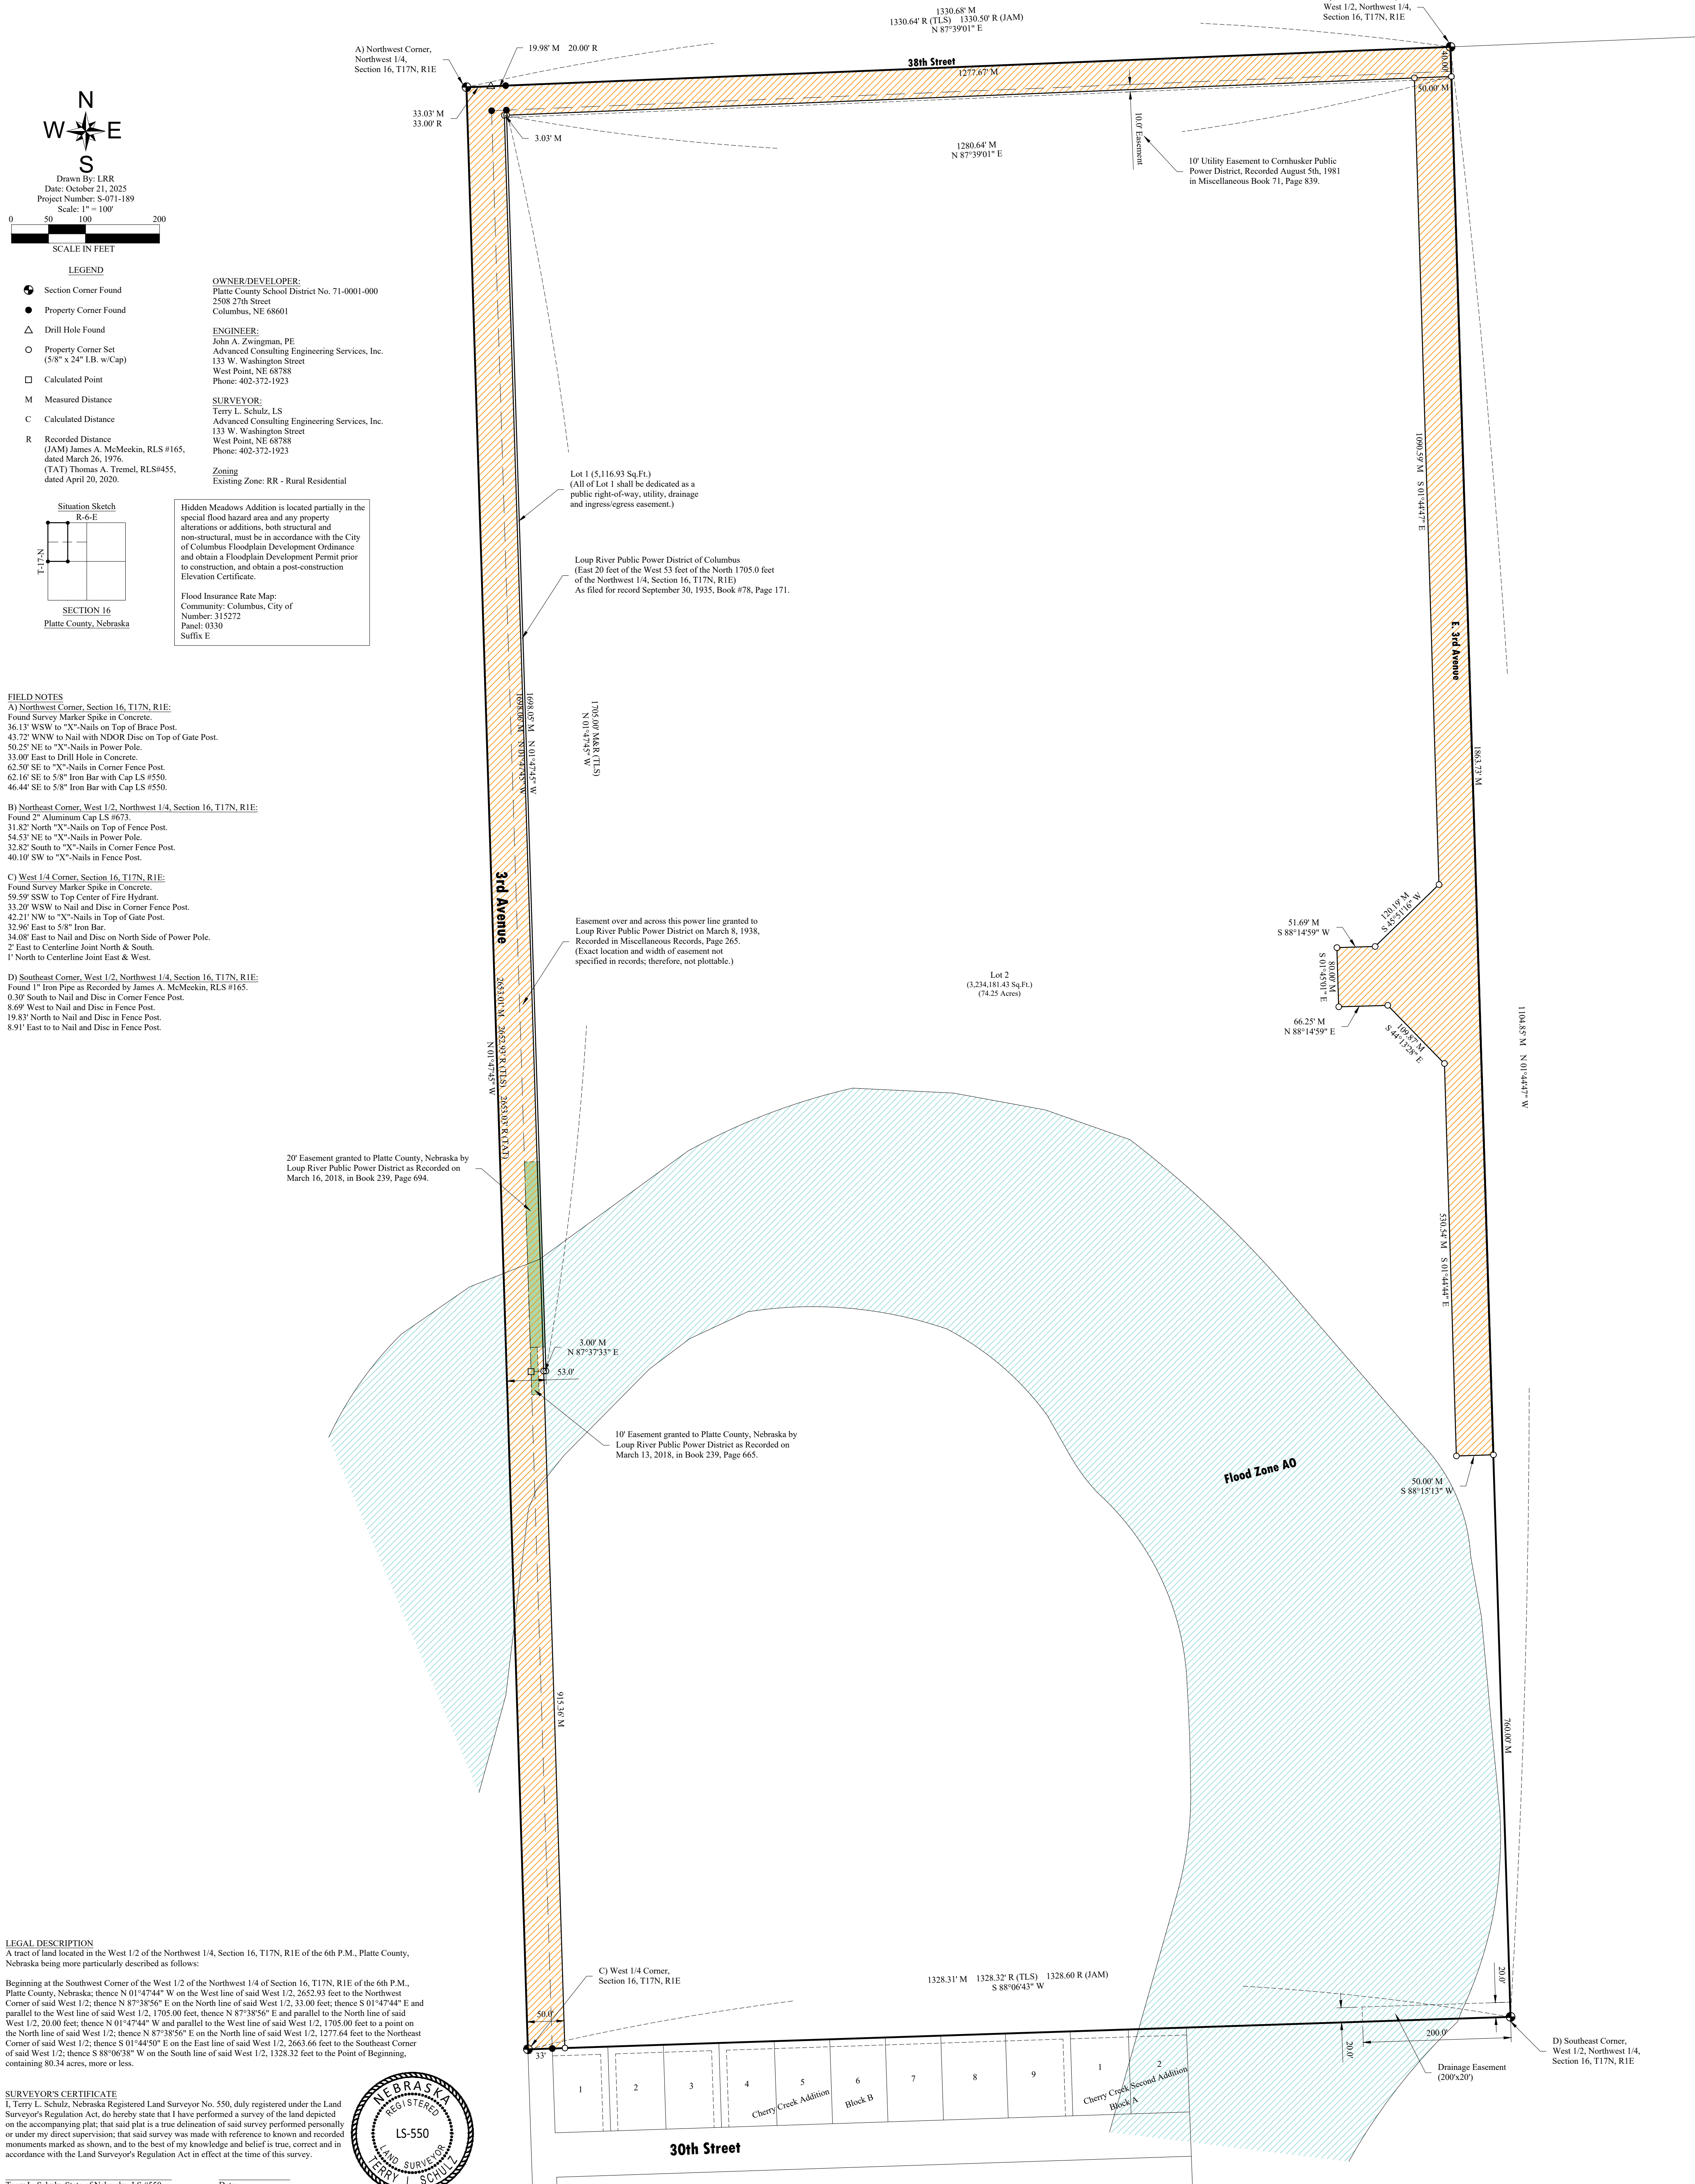 1330.68' M
1330.64' R (TLS) 1330.50' R (JAM)
N 87°39'01" E
West 1/2, Northwest 1/4,
Section 16, T17N, R1E
A) Northwest Corner,
Northwest 1/4,
Section 16, T17N, R1E
19.98' M 20.00' R
38th Street
1277.67' M
40.00'
50.00' M
33.03' M
33.00' R
3.03' M
1280.64' M
N 87°39'01" E
10.0' Easement
10' Utility Easement to Cornhusker Public
Power District, Recorded August 5th, 1981
in Miscellaneous Book 71, Page 839.
N
W E
S
Drawn By: LRR
Date: October 21, 2025
Project Number: S-071-189
Scale: 1" = 100'
0 50 100 200
SCALE IN FEET
LEGEND
Section Corner Found
Property Corner Found
Drill Hole Found
Property Corner Set
(5/8" x 24" I.B. w/Cap)
Calculated Point
M Measured Distance
C Calculated Distance
R Recorded Distance
(JAM) James A. McMeekin, RLS #165,
dated March 26, 1976.
(TAT) Thomas A. Tremel, RLS#455,
dated April 20, 2020.
OWNER/DEVELOPER:
Platte County School District No. 71-0001-000
2508 27th Street
Columbus, NE 68601
ENGINEER:
John A. Zwingman, PE
Advanced Consulting Engineering Services, Inc.
133 W. Washington Street
West Point, NE 68788
Phone: 402-372-1923
SURVEYOR:
Terry L. Schulz, LS
Advanced Consulting Engineering Services, Inc.
133 W. Washington Street
West Point, NE 68788
Phone: 402-372-1923
Zoning
Existing Zone: RR - Rural Residential
Situation Sketch
R-6-E
T-17-N
SECTION 16
Platte County, Nebraska
Hidden Meadows Addition is located partially in the
special flood hazard area and any property
alterations or additions, both structural and
non-structural, must be in accordance with the City
of Columbus Floodplain Development Ordinance
and obtain a Floodplain Development Permit prior
to construction, and obtain a post-construction
Elevation Certificate.
Flood Insurance Rate Map:
Community: Columbus, City of
Number: 315272
Panel: 0330
Suffix E
Lot 1 (5,116.93 Sq.Ft.)
(All of Lot 1 shall be dedicated as a
public right-of-way, utility, drainage
and ingress/egress easement.)
Loup River Public Power District of Columbus
(East 20 feet of the West 53 feet of the North 1705.0 feet
of the Northwest 1/4, Section 16, T17N, R1E)
As filed for record September 30, 1935, Book #78, Page 171.
1090.59' M S 01°44'47" E
E. 3rd Avenue
1863.73' M
FIELD NOTES
A) Northwest Corner, Section 16, T17N, R1E:
Found Survey Marker Spike in Concrete.
36.13' WSW to "X"-Nails on Top of Brace Post.
43.72' WNW to Nail with NDOR Disc on Top of Gate Post.
50.25' NE to "X"-Nails in Power Pole.
33.00' East to Drill Hole in Concrete.
62.50' SE to "X"-Nails in Corner Fence Post.
62.16' SE to 5/8" Iron Bar with Cap LS #550.
46.44' SE to 5/8" Iron Bar with Cap LS #550.
B) Northeast Corner, West 1/2, Northwest 1/4, Section 16, T17N, R1E:
Found 2" Aluminum Cap LS #673.
31.82' North "X"-Nails on Top of Fence Post.
54.53' NE to "X"-Nails in Power Pole.
32.82' South to "X"-Nails in Corner Fence Post.
40.10' SW to "X"-Nails in Fence Post.
C) West 1/4 Corner, Section 16, T17N, R1E:
Found Survey Marker Spike in Concrete.
59.59' SSW to Top Center of Fire Hydrant.
33.20' WSW to Nail and Disc in Corner Fence Post.
42.21' NW to "X"-Nails in Top of Gate Post.
32.96' East to 5/8" Iron Bar.
34.08' East to Nail and Disc on North Side of Power Pole.
2' East to Centerline Joint North & South.
1' North to Centerline Joint East & West.
D) Southeast Corner, West 1/2, Northwest 1/4, Section 16, T17N, R1E:
Found 1" Iron Pipe as Recorded by James A. McMeekin, RLS #165.
0.30' South to Nail and Disc in Corner Fence Post.
8.69' West to Nail and Disc in Fence Post.
19.83' North to Nail and Disc in Fence Post.
8.91' East to to Nail and Disc in Fence Post.
1698.05' M N 01°47'45" W
1698.06' M N 01°47'45" W
1705.00' M&R (TLS)
N 01°47'45" W
3rd Avenue
2653.01' M 2652.93' R (TLS) 2653.03' R (TAT)
N 01°47'45" W
Easement over and across this power line granted to
Loup River Public Power District on March 8, 1938,
Recorded in Miscellaneous Records, Page 265.
(Exact location and width of easement not
specified in records; therefore, not plottable.)
Lot 2
(3,234,181.43 Sq.Ft.)
(74.25 Acres)
120.19' M
S 45°51'16" W
51.69' M
S 88°14'59" W
80.00' M
S 01°45'01" E
66.25' M
N 88°14'59" E
109.87' M
S 44°13'28" E
1104.85' M N 01°44'47" W
20' Easement granted to Platte County, Nebraska by
Loup River Public Power District as Recorded on
March 16, 2018, in Book 239, Page 694.
530.54' M S 01°44'44" E
3.00' M
N 87°37'33" E
53.0'
10' Easement granted to Platte County, Nebraska by
Loup River Public Power District as Recorded on
March 13, 2018, in Book 239, Page 665.
Flood Zone AO
50.00' M
S 88°15'13" W
915.36' M
760.00' M
LEGAL DESCRIPTION
A tract of land located in the West 1/2 of the Northwest 1/4, Section 16, T17N, R1E of the 6th P.M., Platte County,
Nebraska being more particularly described as follows:
Beginning at the Southwest Corner of the West 1/2 of the Northwest 1/4 of Section 16, T17N, R1E of the 6th P.M.,
Platte County, Nebraska; thence N 01°47'44" W on the West line of said West 1/2, 2652.93 feet to the Northwest
Corner of said West 1/2; thence N 87°38'56" E on the North line of said West 1/2, 33.00 feet; thence S 01°47'44" E and
parallel to the West line of said West 1/2, 1705.00 feet, thence N 87°38'56" E and parallel to the North line of said
West 1/2, 20.00 feet; thence N 01°47'44" W and parallel to the West line of said West 1/2, 1705.00 feet to a point on
the North line of said West 1/2; thence N 87°38'56" E on the North line of said West 1/2, 1277.64 feet to the Northeast
Corner of said West 1/2; thence S 01°44'50" E on the East line of said West 1/2, 2663.66 feet to the Southeast Corner
of said West 1/2; thence S 88°06'38" W on the South line of said West 1/2, 1328.32 feet to the Point of Beginning,
containing 80.34 acres, more or less.
C) West 1/4 Corner,
Section 16, T17N, R1E
1328.31' M 1328.32' R (TLS) 1328.60 R (JAM)
S 88°06'43" W
50.0'
33'
20.0'
20.0'
200.0'
D) Southeast Corner,
West 1/2, Northwest 1/4,
Section 16, T17N, R1E
Drainage Easement
(200'x20')
1 2 3 4 5 6 7 8 9 1 2
Cherry Creek Addition
Block B
Cherry Creek Second Addition
Block A
30th Street
SURVEYOR'S CERTIFICATE
I, Terry L. Schulz, Nebraska Registered Land Surveyor No. 550, duly registered under the Land
Surveyor's Regulation Act, do hereby state that I have performed a survey of the land depicted
on the accompanying plat; that said plat is a true delineation of said survey performed personally
or under my direct supervision; that said survey was made with reference to known and recorded
monuments marked as shown, and to the best of my knowledge and belief is true, correct and in
accordance with the Land Surveyor's Regulation Act in effect at the time of this survey.
NEBRASKA
REGISTERED
LS-550
LAND SURVEYOR
TERRY L. SCHULZ